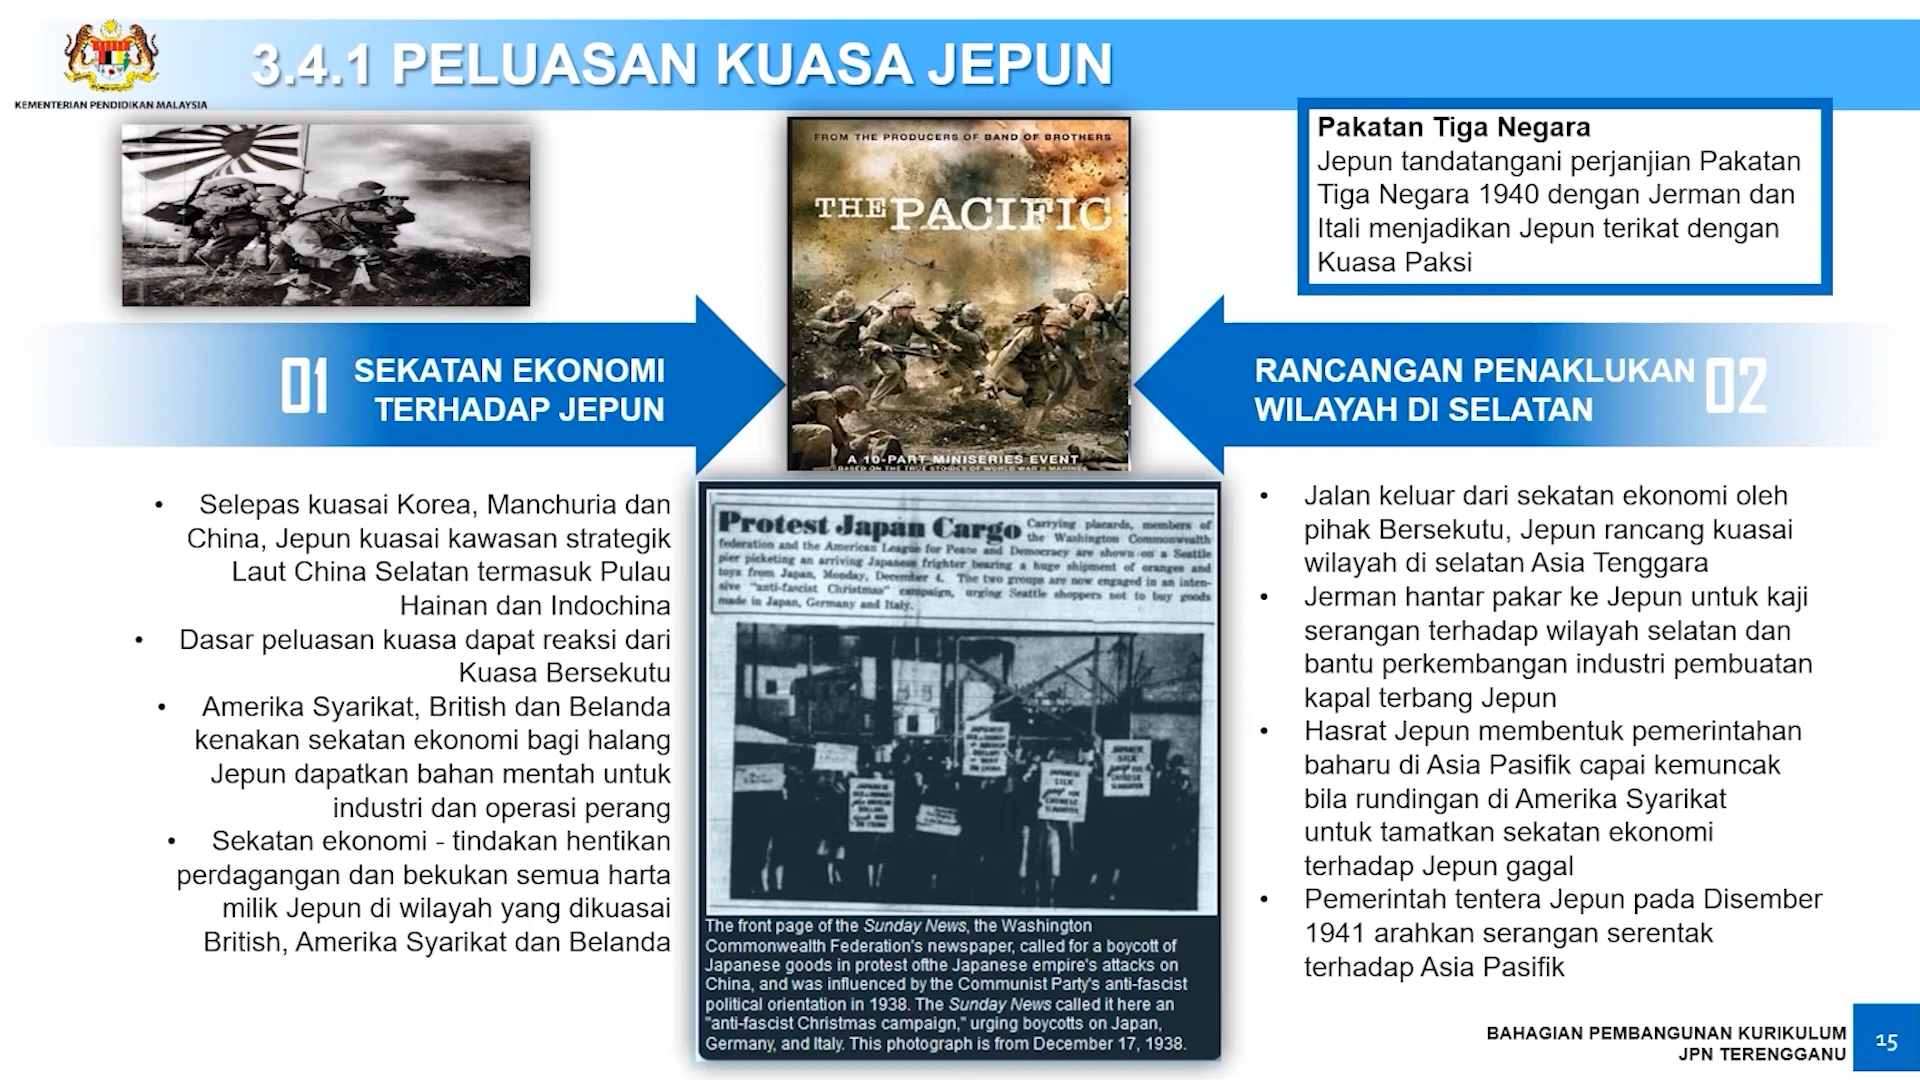 KEMENTERIAN PENDIDIKAN MALAYSIA
3.4.1 PELUASAN KUASA JEPUN
FROM THE PRODUCERS OF BAND OF BROTHERS
THE PACIFIC
A 10-PART MINISERIES EVENT
BASED ON THE TRUE STORIES OF WORLD WAR II MARINES
Pakatan Tiga Negara
Jepun tandatangani perjanjian Pakatan
Tiga Negara 1940 dengan Jerman dan
Itali menjadikan Jepun terikat dengan
Kuasa Paksi
01
SEKATAN EKONOMI
TERHADAP JEPUN
• Selepas kuasai Korea, Manchuria dan
China, Jepun kuasai kawasan strategik
Laut China Selatan termasuk Pulau
Hainan dan Indochina
• Dasar peluasan kuasa dapat reaksi dari
Kuasa Bersekutu
• Amerika Syarikat, British dan Belanda
kenakan sekatan ekonomi bagi halang
Jepun dapatkan bahan mentah untuk
industri dan operasi perang
• Sekatan ekonomi - tindakan hentikan
perdagangan dan bekukan semua harta
milik Jepun di wilayah yang dikuasai
British, Amerika Syarikat dan Belanda
Protest Japan Cargo
Carrying placards, members of
the Washington Commonwealth
federation and the American League for Peace and Democracy are shown on a Seattle
pier picketing an arriving Japanese frighter bearing a huge shipment of oranges and
toys from Japan, Monday, December 4. The two groups are now engaged in an inten-
sive "anti-fascist Christmas" campaign, urging Seattle shoppers not to buy goods
made in Japan, Germany and Italy.
The front page of the Sunday News, the Washington
Commonwealth Federation's newspaper, called for a boycott of
Japanese goods in protest ofthe Japanese empire's attacks on
China, and was influenced by the Communist Party's anti-fascist
political orientation in 1938. The Sunday News called it here an
"anti-fascist Christmas campaign," urging boycotts on Japan,
Germany, and Italy. This photograph is from December 17, 1938.
RANCANGAN PENAKLUKAN
WILAYAH DI SELATAN
02
• Jalan keluar dari sekatan ekonomi oleh
pihak Bersekutu, Jepun rancang kuasai
wilayah di selatan Asia Tenggara
• Jerman hantar pakar ke Jepun untuk kaji
serangan terhadap wilayah selatan dan
bantu perkembangan industri pembuatan
kapal terbang Jepun
• Hasrat Jepun membentuk pemerintahan
baharu di Asia Pasifik capai kemuncak
bila rundingan di Amerika Syarikat
untuk tamatkan sekatan ekonomi
terhadap Jepun gagal
• Pemerintah tentera Jepun pada Disember
1941 arahkan serangan serentak
terhadap Asia Pasifik
BAHAGIAN PEMBANGUNAN KURIKULUM
JPN TERENGGANU
15